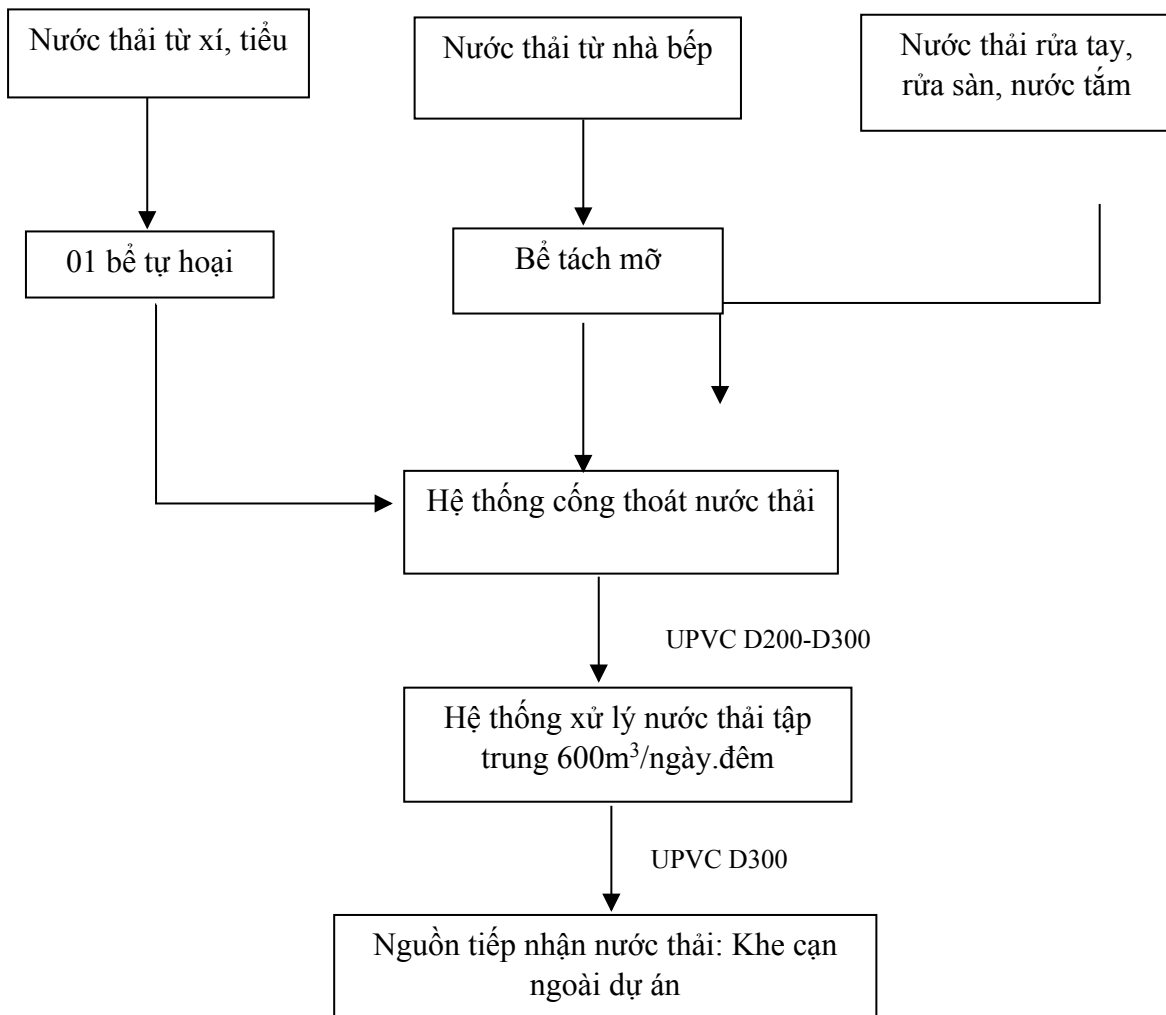 Nước thải từ xí, tiểu
Nước thải từ nhà bếp
Nước thải rửa tay,
rửa sàn, nước tắm
01 bể tự hoại
Bể tách mỡ
Hệ thống cống thoát nước thải
UPVC D200-D300
Hệ thống xử lý nước thải tập
trung 600m³/ngày.đêm
UPVC D300
Nguồn tiếp nhận nước thải: Khe cạn
ngoài dự án